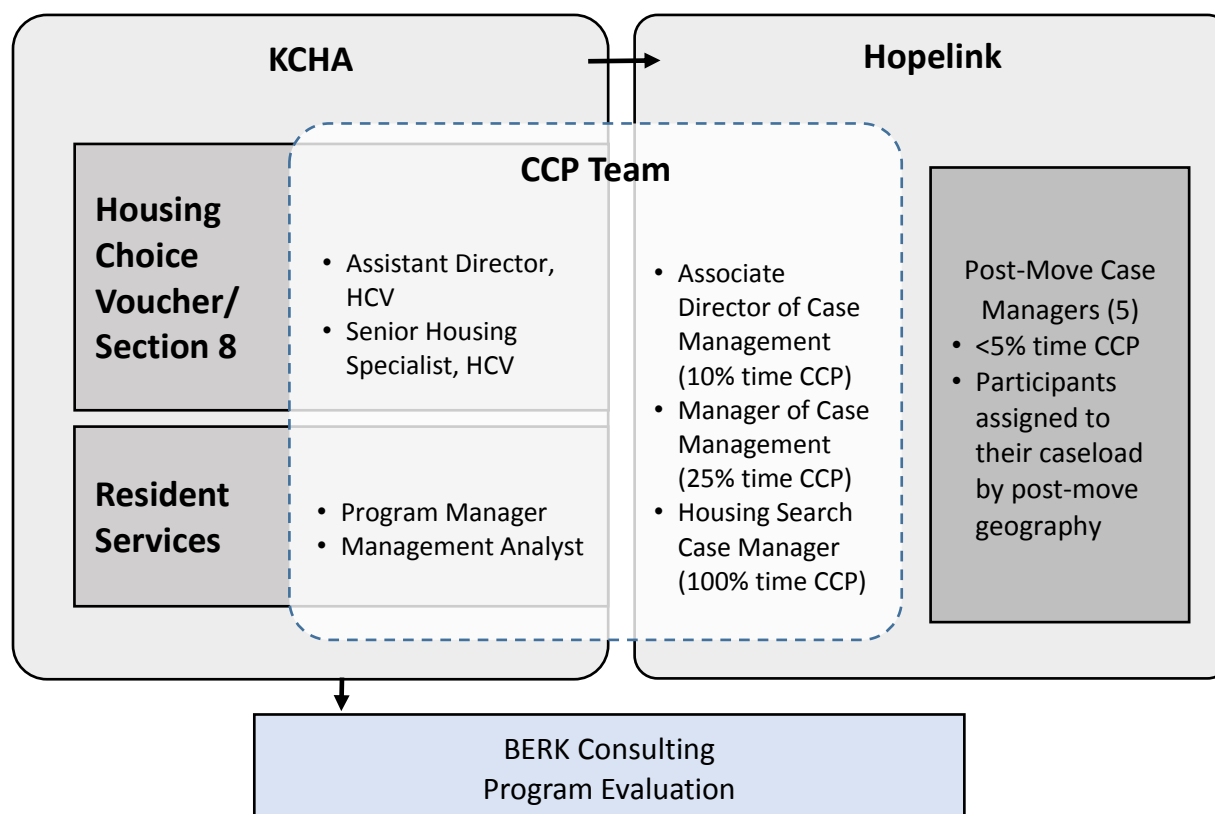 KCHA
Hopelink
CCP Team
Housing
Choice
Voucher/
Section 8
• Assistant Director,
HCV
• Senior Housing
Specialist, HCV
Resident
Services
• Program Manager
• Management Analyst
• Associate
Director of Case
Management
(10% time CCP)
• Manager of Case
Management
(25% time CCP)
• Housing Search
Case Manager
(100% time CCP)
Post-Move Case
Managers (5)
• <5% time CCP
• Participants
assigned to
their caseload
by post-move
geography
BERK Consulting
Program Evaluation